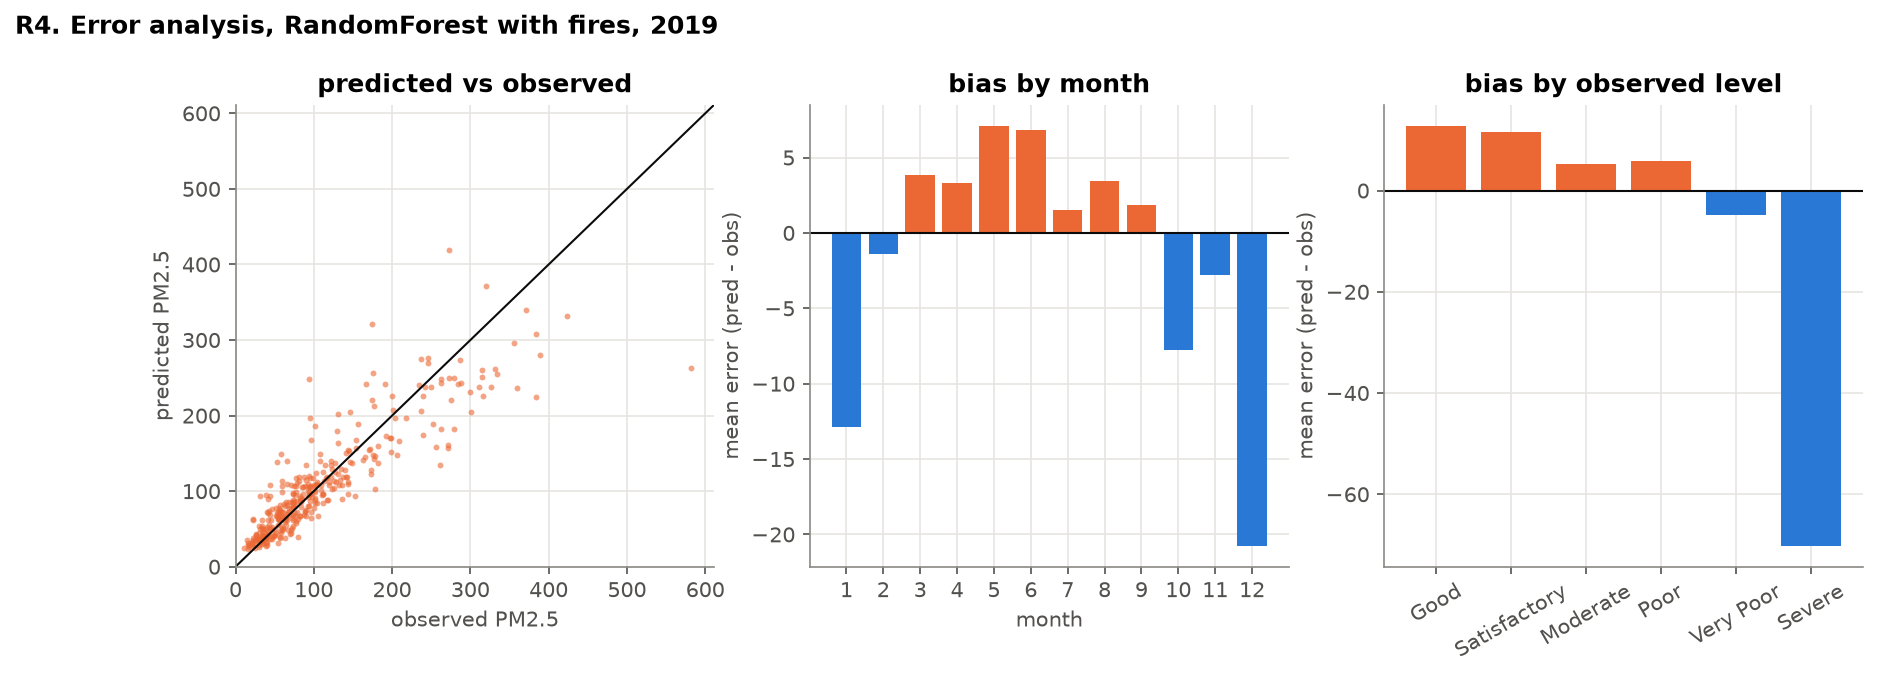 R4. Error analysis, RandomForest with fires, 2019
predicted vs observed
predicted PM2.5
600
500
400
300
200
100
0
0 100 200 300 400 500 600
observed PM2.5
bias by month
mean error (pred - obs)
5
0
−5
−10
−15
−20
1 2 3 4 5 6 7 8 9 10 11 12
month
bias by observed level
mean error (pred - obs)
0
−20
−40
−60
Good Satisfactory Moderate Poor Very Poor Severe